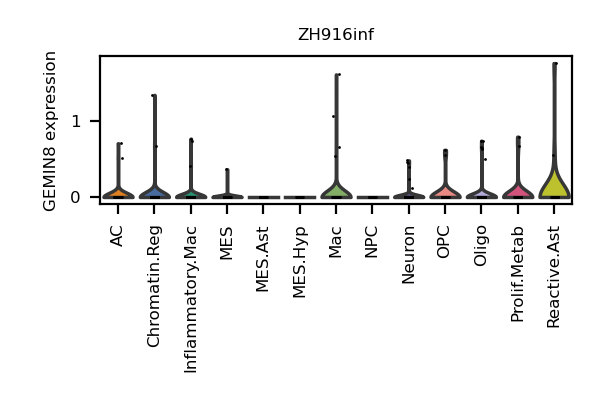 ZH916inf
GEMIN8 expression
1
0
AC
Chromatin.Reg
Inflammatory.Mac
MES
MES.Ast
MES.Hyp
Mac
NPC
Neuron
OPC
Oligo
Prolif.Metab
Reactive.Ast